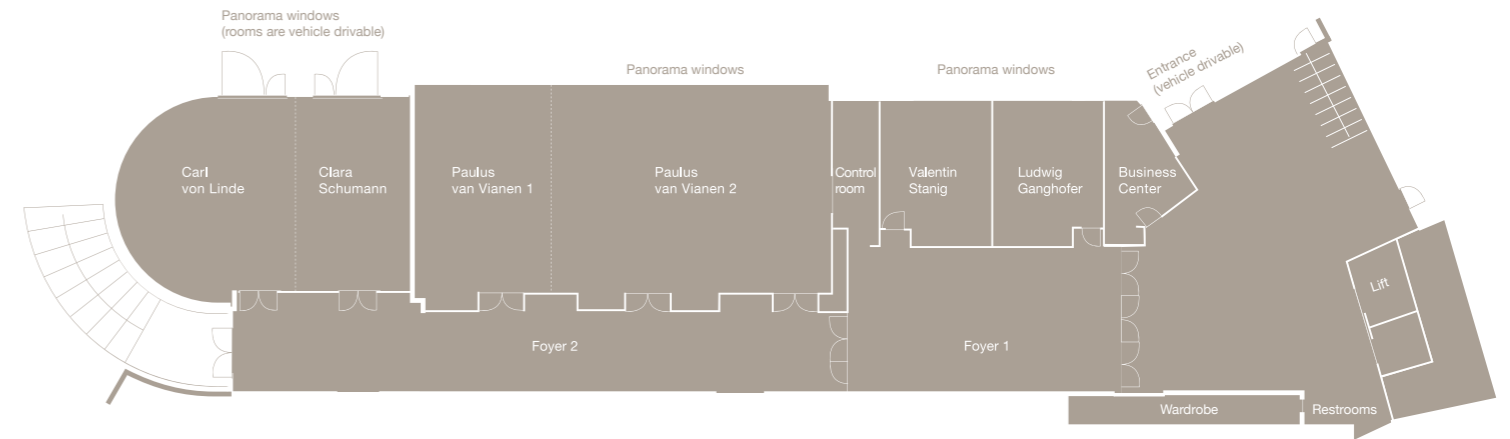 Panorama windows
(rooms are vehicle drivable)
Panorama windows
Panorama windows
Entrance
(vehicle drivable)
Carl
von Linde
Clara
Schumann
Paulus
van Vianen 1
Paulus
van Vianen 2
Control
room
Valentin
Stanig
Ludwig
Ganghofer
Business
Center
Lift
Foyer 2
Foyer 1
Wardrobe
Restrooms